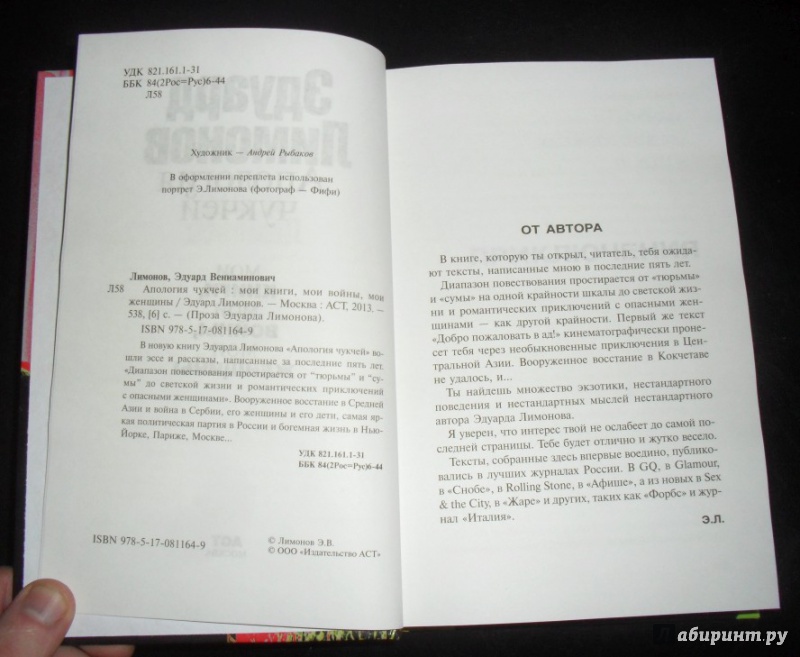 УДК 821.161.1-31
ББК 84(2Рос=Рус)6-44
Л58
Художник — Андрей Рыбаков
В оформлении переплета использован
портрет Э.Лимонова (фотограф — Фифи)
Лимонов, Эдуард Вениаминович
Л58 Апология чукчей : мои книги, мои войны, мои
женщины / Эдуард Лимонов. – Москва : АСТ, 2013. –
538, [6] с. – (Проза Эдуарда Лимонова).
ISBN 978-5-17-081164-9
В новую книгу Эдуарда Лимонова «Апология чукчей» во-
шли эссе и рассказы, написанные за последние пять лет.
«Диапазон повествования простирается от “тюрьмы” и “су-
мы” до светской жизни и романтических приключений
с опасными женщинами». Вооруженное восстание в Средней
Азии и война в Сербии, его женщины и его дети, самая яр-
кая политическая партия в России и богемная жизнь в Нью-
Йорке, Париже, Москве...
УДК 821.161.1-31
ББК 84(2Рос=Рус)6-44
ISBN 978-5-17-081164-9
© Лимонов Э.В.
© ООО «Издательство АСТ»
ОТ АВТОРА
В книге, которую ты открыл, читатель, тебя ожида-
ют тексты, написанные мною в последние пять лет.
Диапазон повествования простирается от «тюрьмы»
и «сумы» на одной крайности шкалы до светской жиз-
ни и романтических приключений с опасными жен-
щинами — как другой крайности. Первый же текст
«Добро пожаловать в ад!» кинематографически пронe-
сет тебя через необыкновенные приключения в Цен-
тральной Азии. Вооруженное восстание в Кокчетаве
не удалось, и...
Ты найдешь множество экзотики, нестандартного
поведения и нестандартных мыслей нестандартного
автора Эдуарда Лимонова.
Я уверен, что интерес твой не ослабеет до самой по-
следней страницы. Тебе будет отлично и жутко весело.
Тексты, собранные здесь впервые воедино, публико-
вались в лучших журналах России. В GQ, в Glamour,
в «Снобе», в Rolling Stone, в «Афише», а из новых в Sex
& the City, в «Жаре» и других, таких как «Форбс» и жур-
нал «Италия».
Э.Л.
абиринт.ру